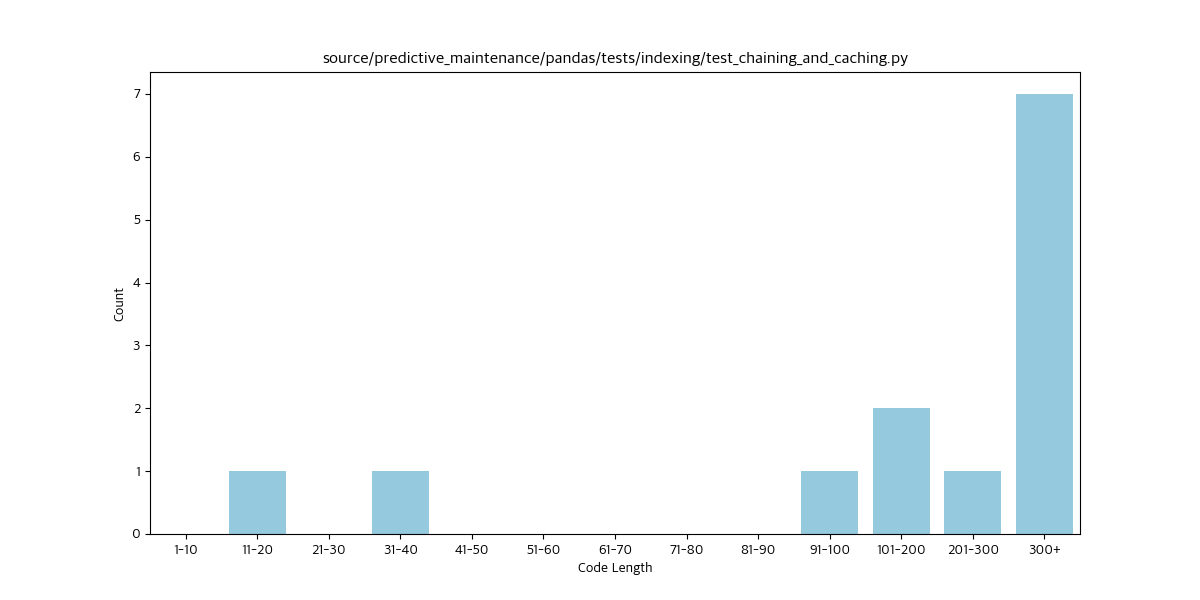 source/predictive_maintenance/pandas/tests/indexing/test_chaining_and_caching.py
7
6
5
4
3
2
1
0
Count
1-10 11-20 21-30 31-40 41-50 51-60 61-70 71-80 81-90 91-100 101-200 201-300 300+
Code Length